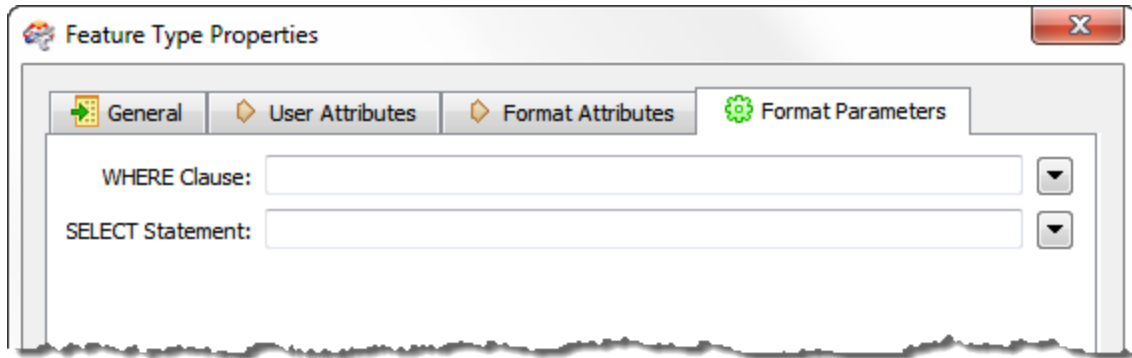 Feature Type Properties
General User Attributes Format Attributes Format Parameters
WHERE Clause:
SELECT Statement: